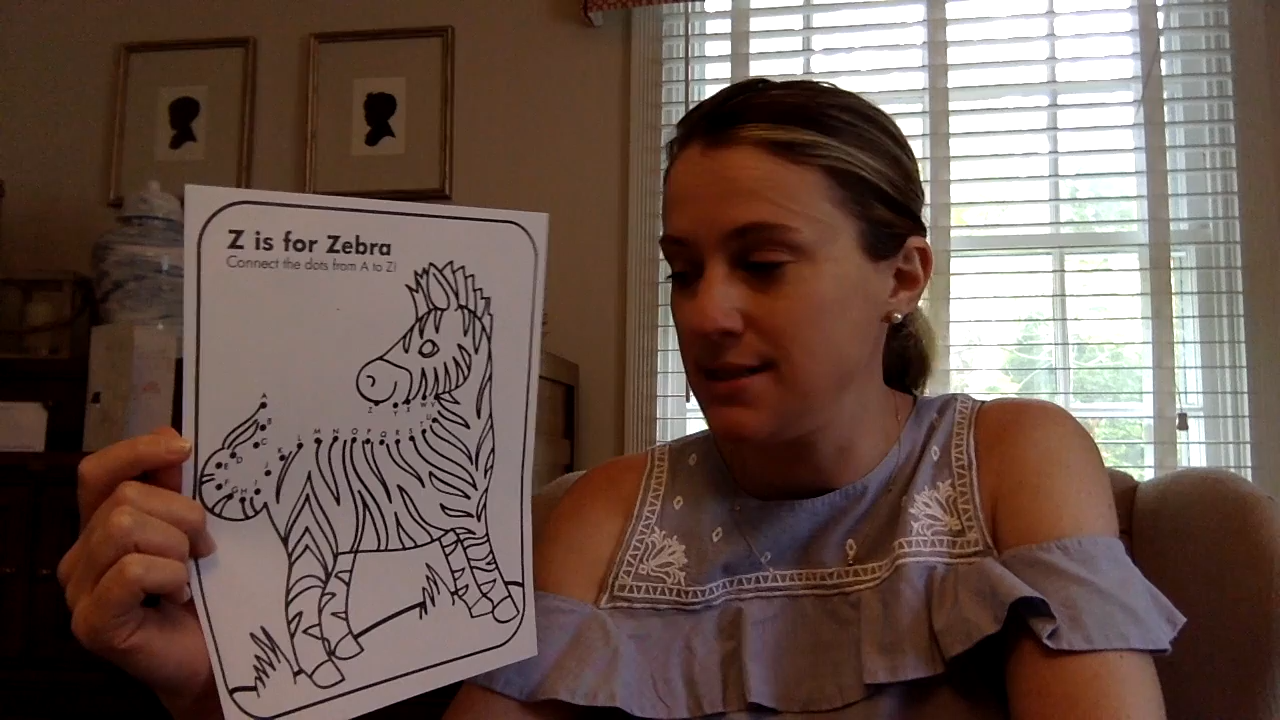 Z is for Zebra
Connect the dots from A to Z!
A
B
C
D
E
F
G H I
J
K
L M N O P Q R S T
U
Z Y X W V